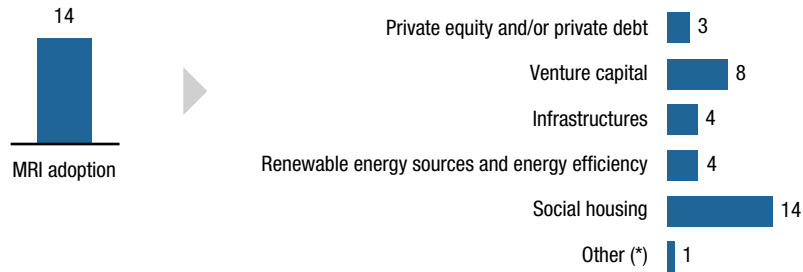 14
MRI adoption
Private equity and/or private debt 3
Venture capital 8
Infrastructures 4
Renewable energy sources and energy efficiency 4
Social housing 14
Other (*) 1